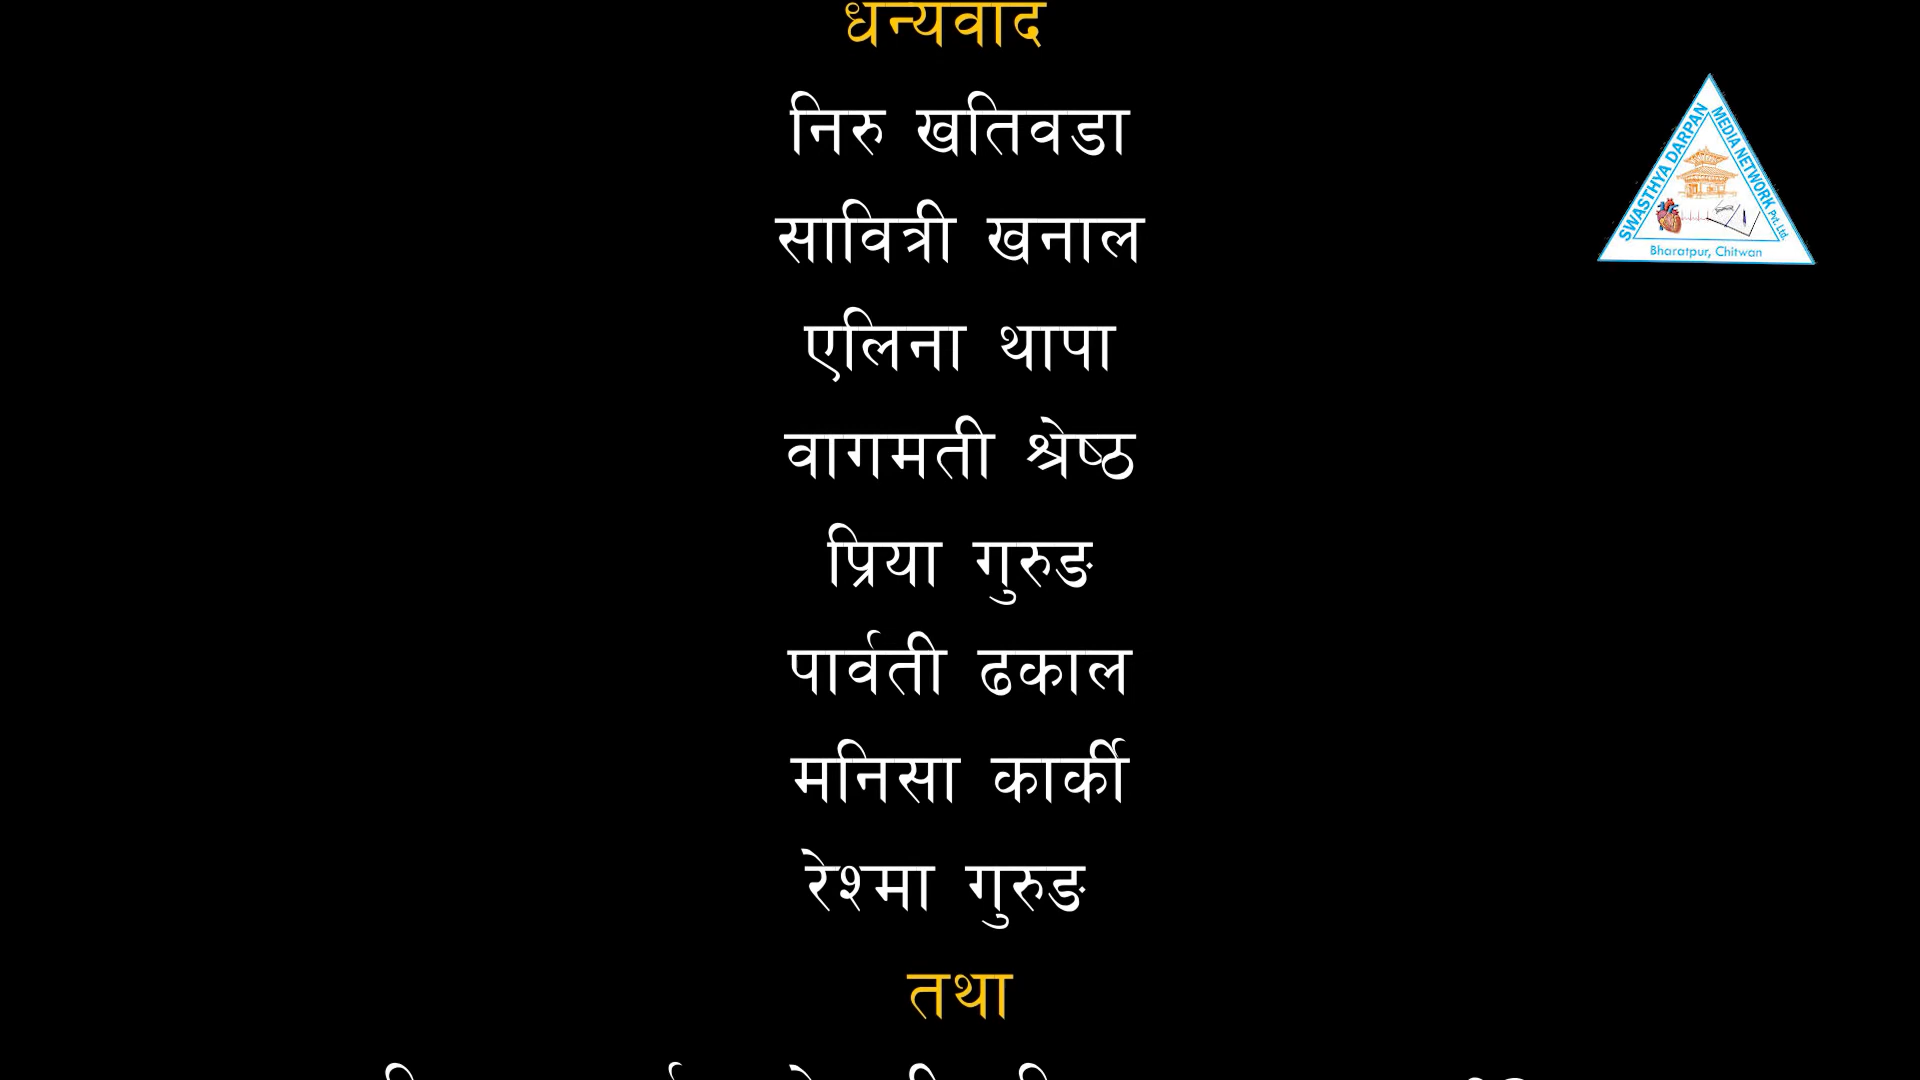 धन्यवाद
निरु खतिवडा
सावित्री खनाल
एलिना थापा
वागमती श्रेष्ठ
प्रिया गुरुङ
पार्वती ढकाल
मनिसा कार्की
रेश्मा गुरुङ
तथा
SWASTHYA DARPAN
MEDIA NETWORK Pvt. Ltd.
Bharatpur, Chitwan